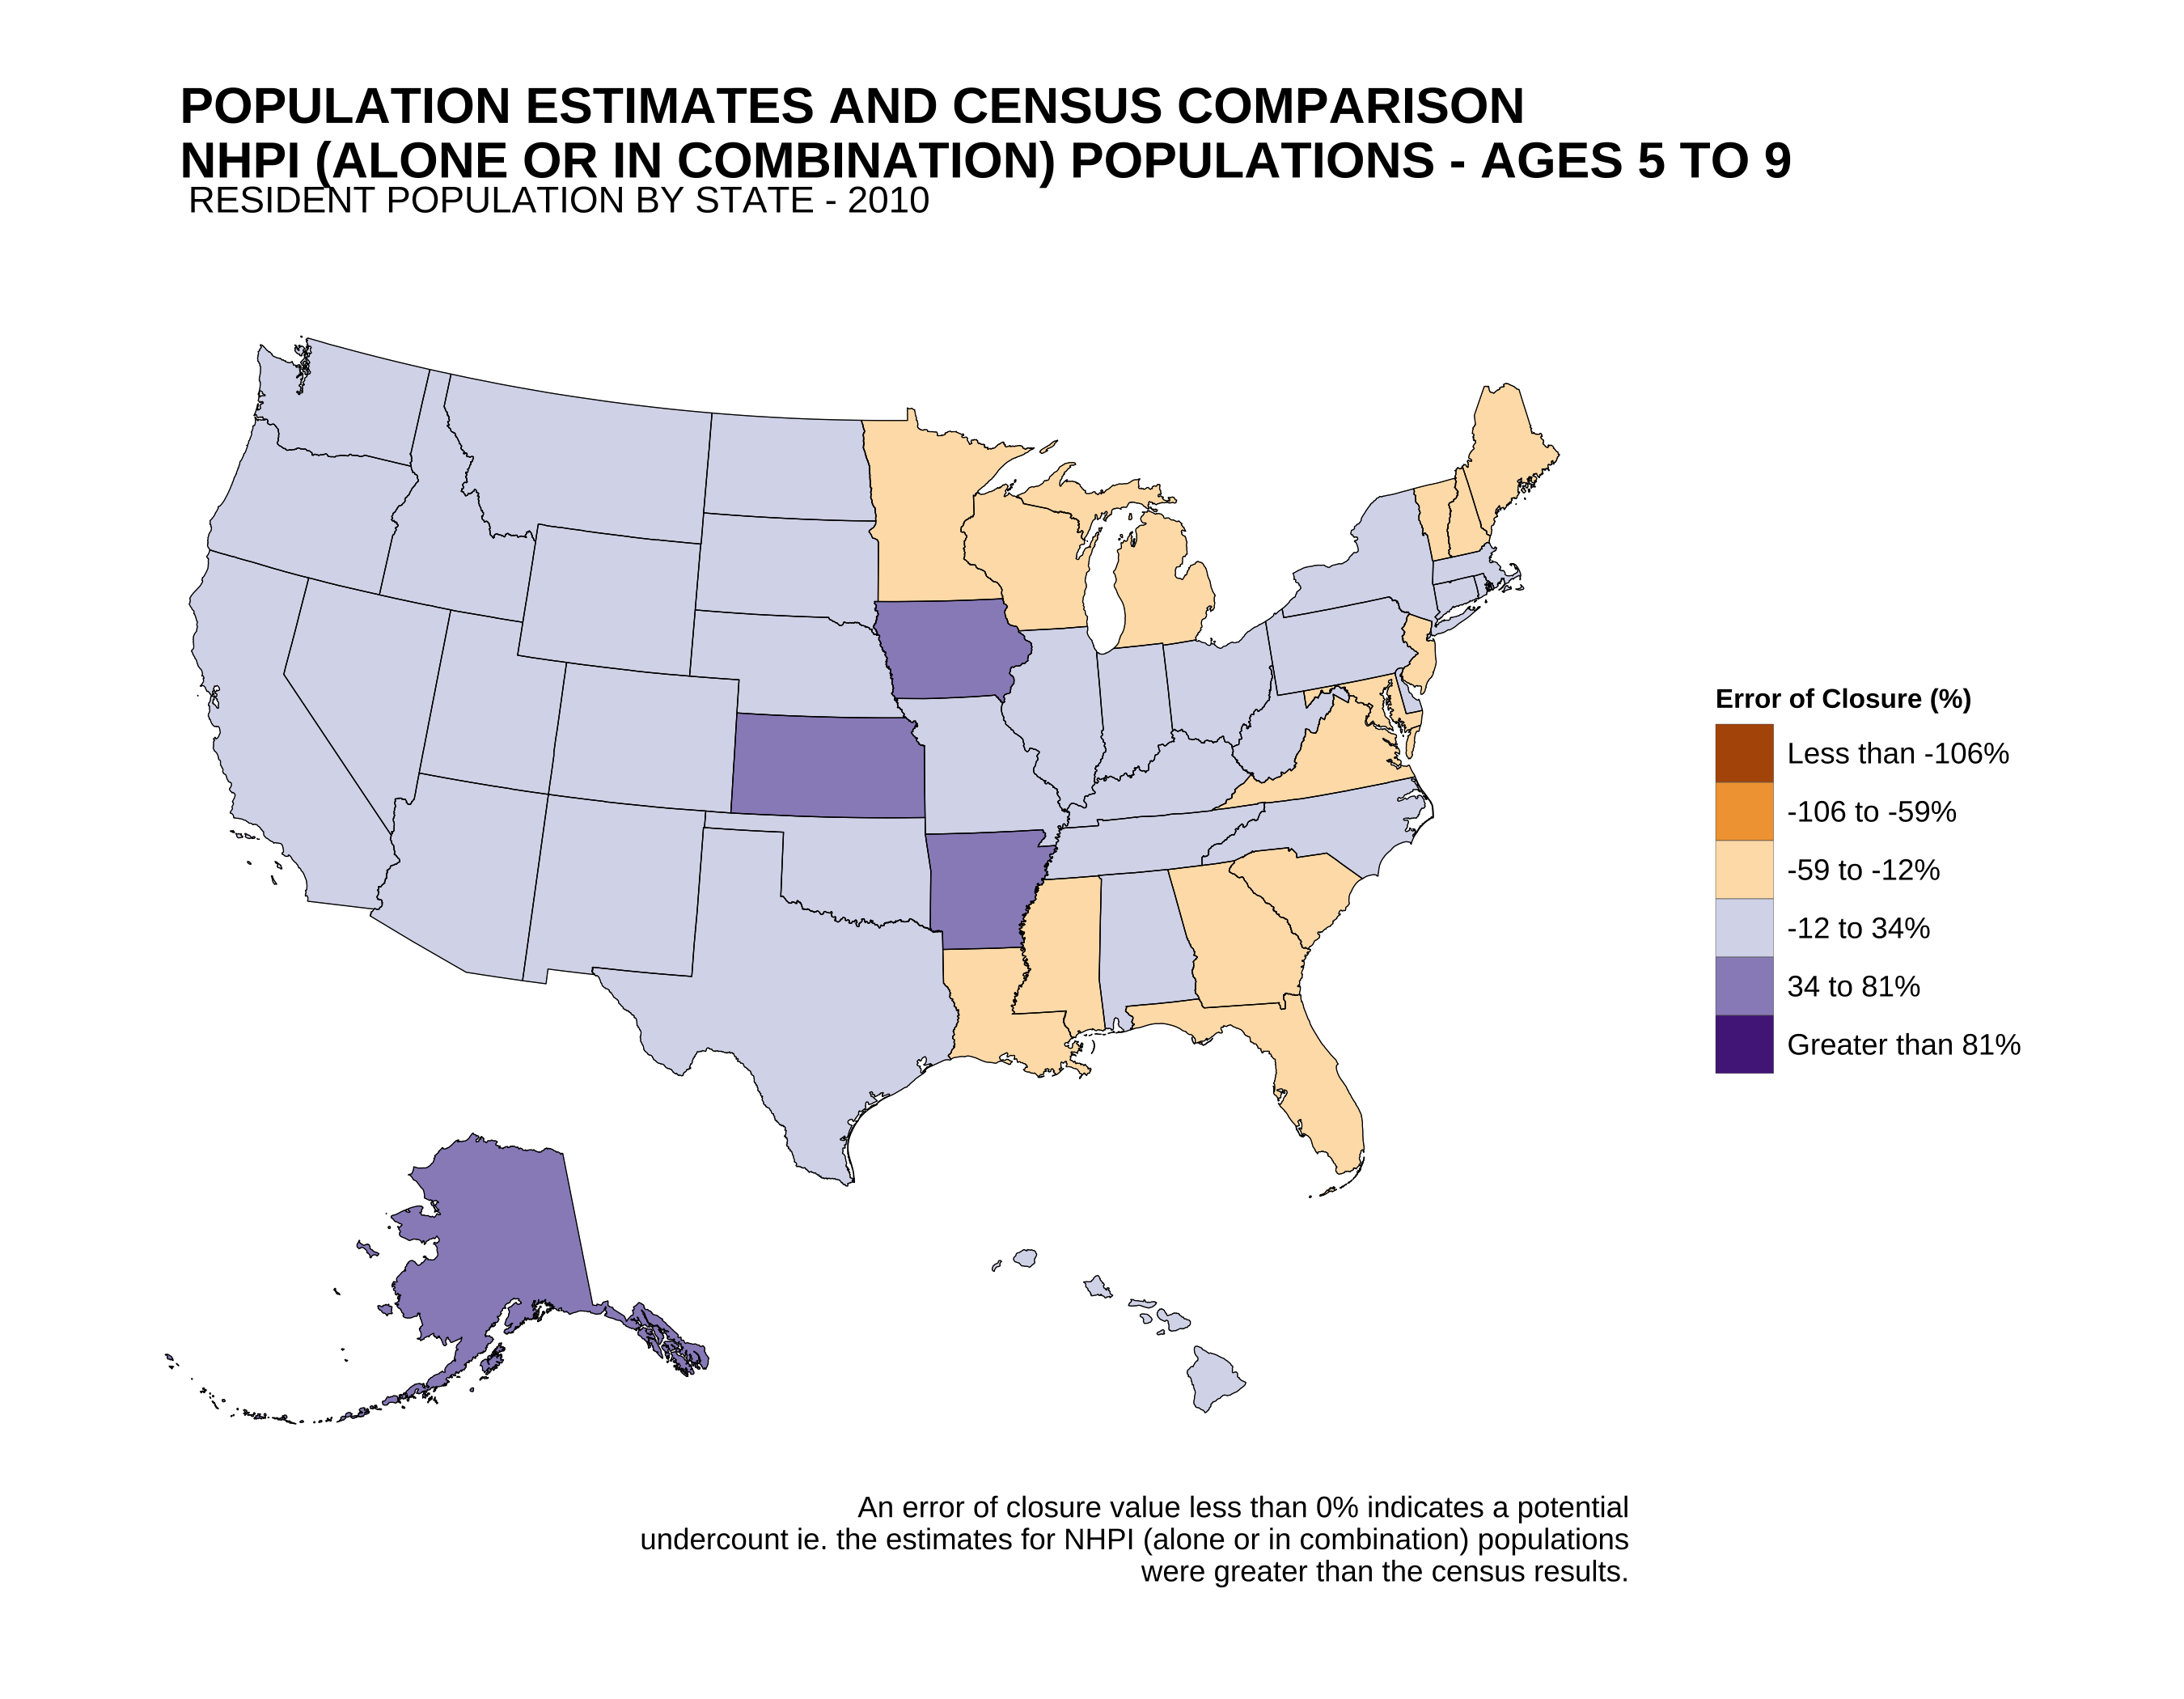 POPULATION ESTIMATES AND CENSUS COMPARISON
NHPI (ALONE OR IN COMBINATION) POPULATIONS - AGES 5 TO 9
RESIDENT POPULATION BY STATE - 2010
Error of Closure (%)
Less than -106%
-106 to -59%
-59 to -12%
-12 to 34%
34 to 81%
Greater than 81%
An error of closure value less than 0% indicates a potential
undercount ie. the estimates for NHPI (alone or in combination) populations
were greater than the census results.